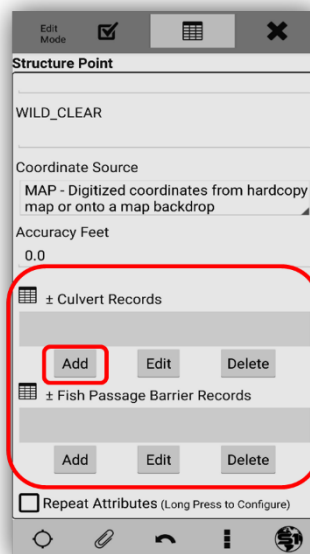 Edit
Mode
Structure Point
WILD_CLEAR
Coordinate Source
MAP - Digitized coordinates from hardcopy
map or onto a map backdrop
Accuracy Feet
0.0
± Culvert Records
Add Edit Delete
± Fish Passage Barrier Records
Add Edit Delete
Repeat Attributes (Long Press to Configure)